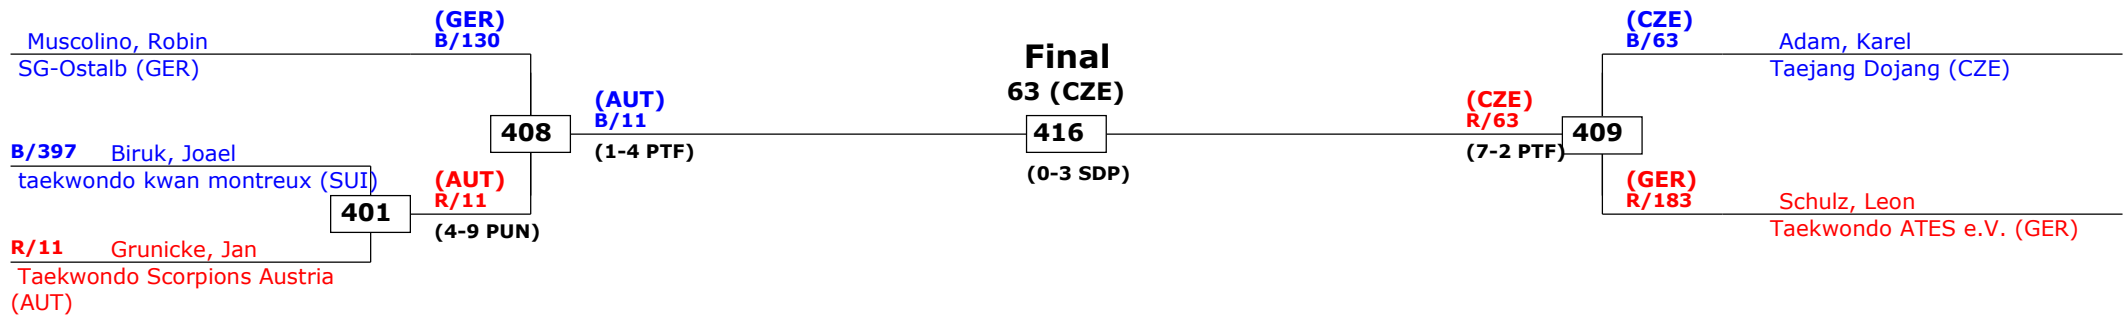 (GER)
B/130
Muscolino, Robin
SG-Ostalb (GER)
B/397 Biruk, Joael
taekwondo kwan montreux (SUI)
401
R/11 Grunicke, Jan
Taekwondo Scorpions Austria
(AUT)
(AUT)
R/11
(4-9 PUN)
408
(AUT)
B/11
(1-4 PTF)
Final
63 (CZE)
416
(0-3 SDP)
(CZE)
R/63
(7-2 PTF)
409
(CZE)
B/63
Adam, Karel
Taejang Dojang (CZE)
(GER)
R/183
Schulz, Leon
Taekwondo ATES e.V. (GER)